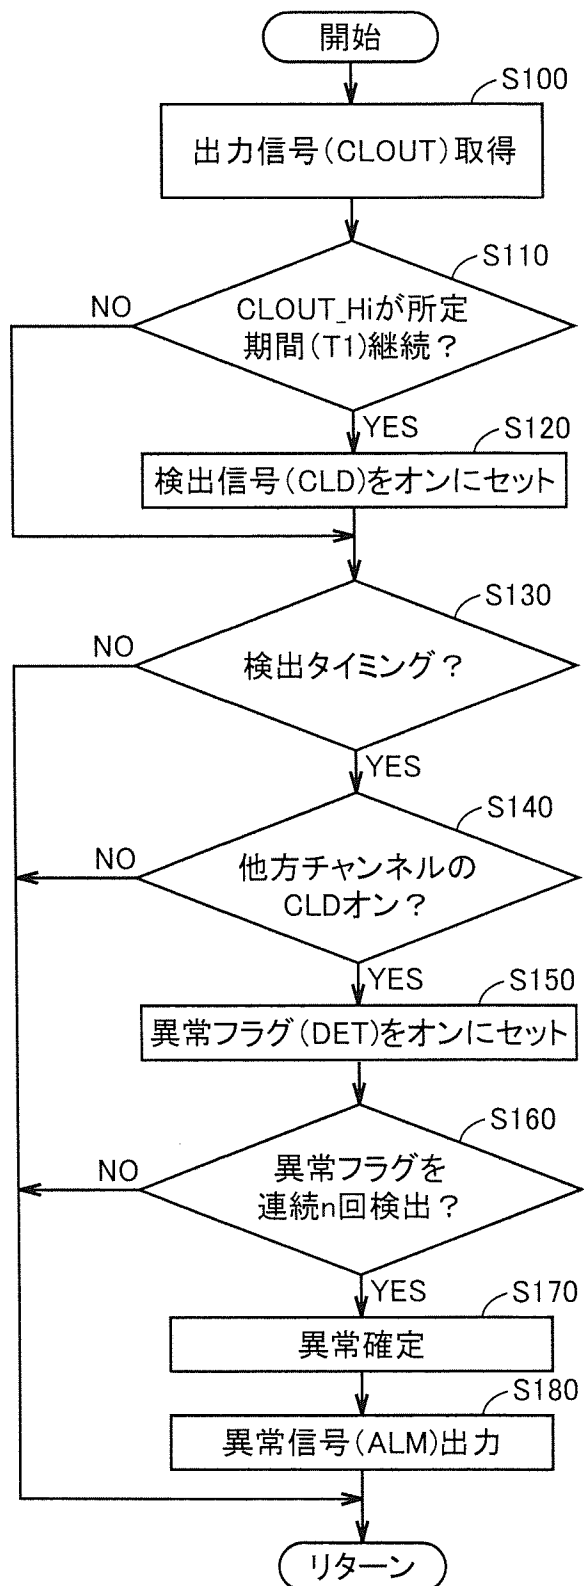 開始
S100
出力信号(CLOUT)取得
S110
NO
CLOUT_Hiが所定
期間(T1)継続?
YES
S120
検出信号(CLD)をオンにセット
S130
NO
検出タイミング?
YES
S140
NO
他方チャンネルの
CLDオン?
YES
S150
異常フラグ(DET)をオンにセット
S160
NO
異常フラグを
連続n回検出?
YES
S170
異常確定
S180
異常信号(ALM)出力
リターン